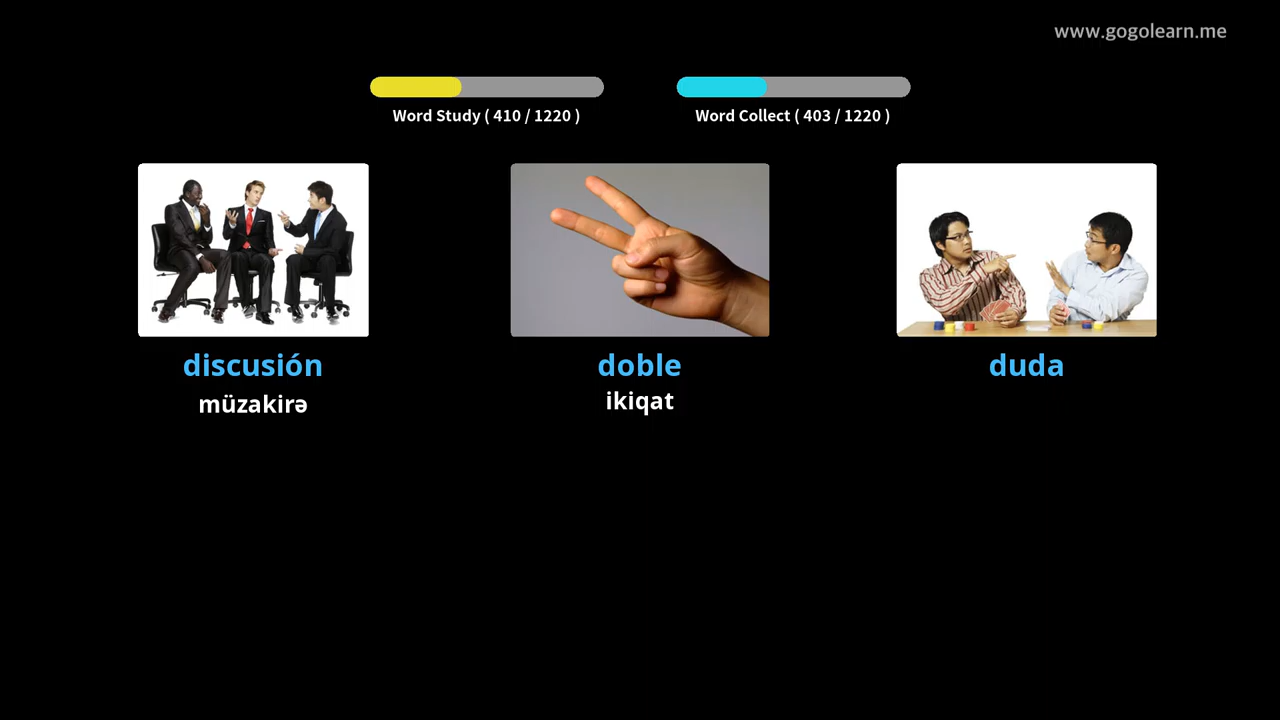 www.gogolearn.me
Word Study ( 410 / 1220 )
Word Collect ( 403 / 1220 )
discusión
müzakirə
doble
ikiqat
duda